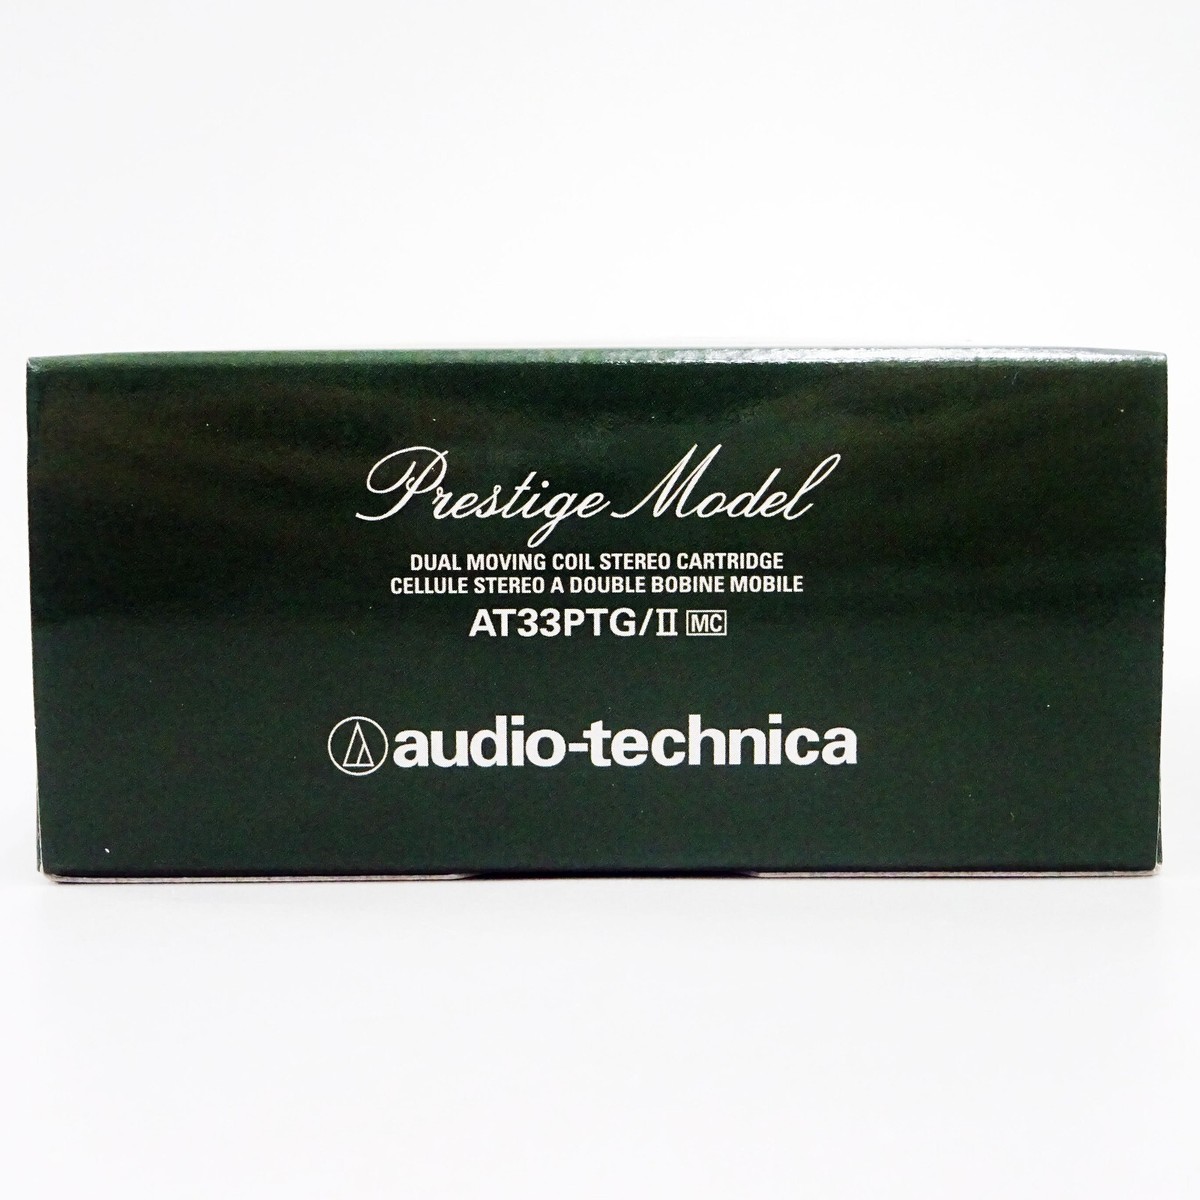 Prestige Model
DUAL MOVING COIL STEREO CARTRIDGE
CELLULE STEREO A DOUBLE BOBINE MOBILE
AT33PTG/II MC
audio-technica